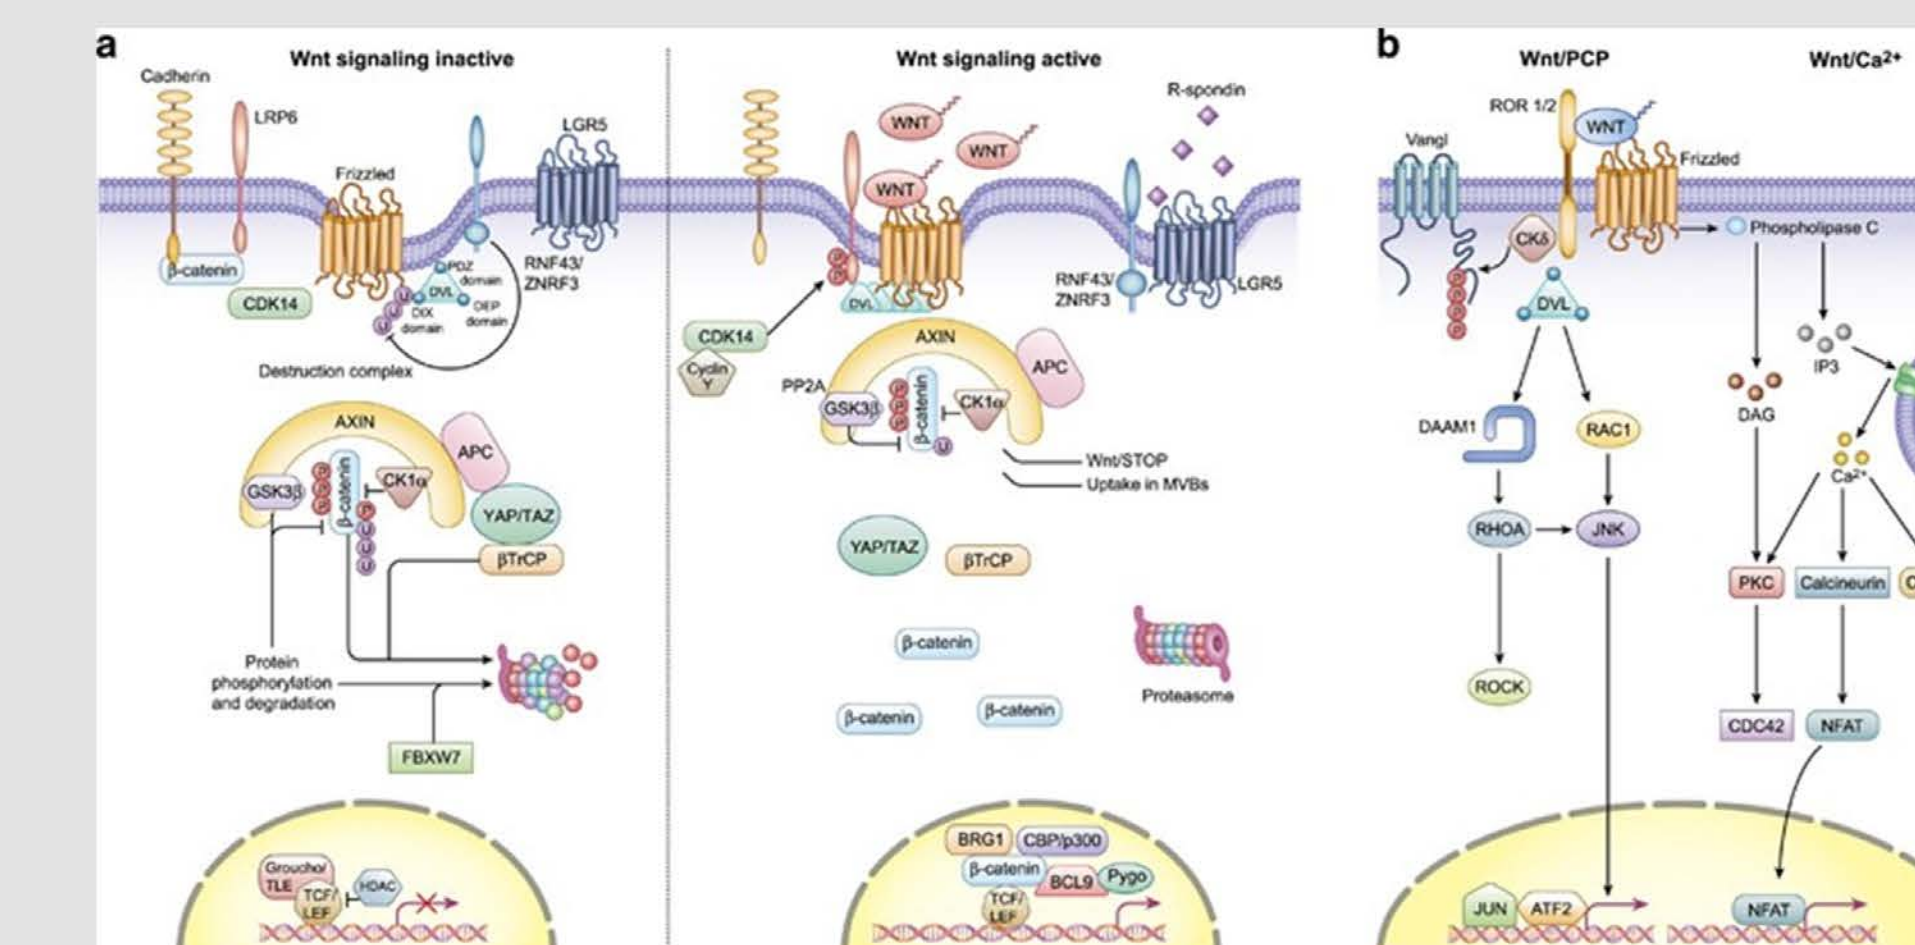 a
Wnt signaling inactive
Cadherin
LRP6
LGR5
Frizzled
β-catenin
PDZ
domain
DVL
DEP
domain
DIX
domain
U
U
U
RNF43/
ZNRF3
CDK14
Destruction complex
AXIN
APC
GSK3β
P
P
P
β-catenin
CK1α
P
U
U
U
YAP/TAZ
βTrCP
Protein
phosphorylation
and degradation
FBXW7
Groucho/
TLE
TCF/
LEF
HDAC
Wnt signaling active
R-spondin
WNT
WNT
WNT
P
P
DVL
RNF43/
ZNRF3
LGR5
CDK14
Cyclin
Y
AXIN
APC
PP2A
GSK3β
P
P
P
β-catenin
CK1α
U
Wnt/STOP
Uptake in MVBs
YAP/TAZ
βTrCP
β-catenin
β-catenin
β-catenin
Proteasome
BRG1
CBP/p300
β-catenin
BCL9
Pygo
TCF/
LEF
b
Wnt/PCP
Wnt/Ca2+
ROR 1/2
WNT
Vangl
Frizzled
CKδ
Phospholipase C
P
P
P
P
DVL
IP3
DAG
DAAM1
RAC1
Ca2+
RHOA
JNK
PKC
Calcineurin
C
ROCK
CDC42
NFAT
JUN
ATF2
NFAT